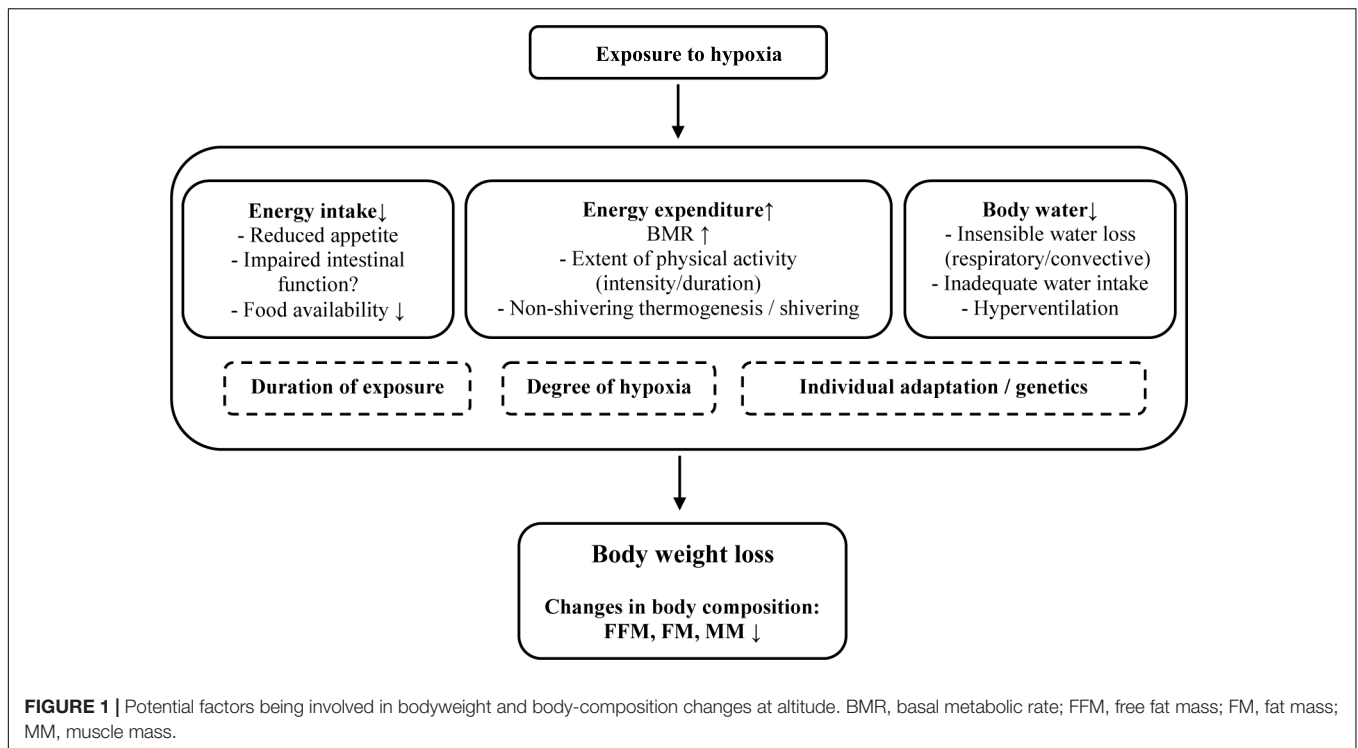 Exposure to hypoxia
Energy intake↓
- Reduced appetite
- Impaired intestinal
function?
- Food availability ↓
Energy expenditure↑
BMR ↑
- Extent of physical activity
(intensity/duration)
- Non-shivering thermogenesis / shivering
Body water↓
- Insensible water loss
(respiratory/convective)
- Inadequate water intake
- Hyperventilation
Duration of exposure
Degree of hypoxia
Individual adaptation / genetics
Body weight loss
Changes in body composition:
FFM, FM, MM ↓
FIGURE 1 | Potential factors being involved in bodyweight and body-composition changes at altitude. BMR, basal metabolic rate; FFM, free fat mass; FM, fat mass;
MM, muscle mass.